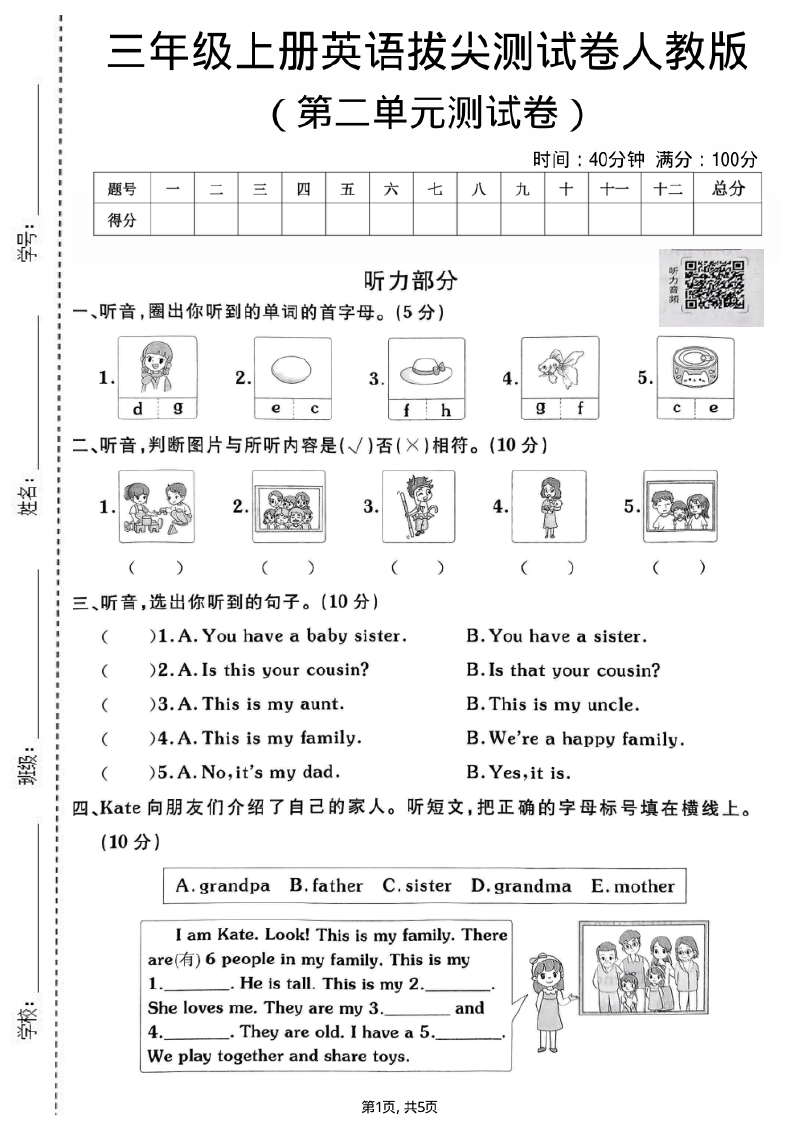 三年级上册英语拔尖测试卷人教版
（第二单元测试卷）
时间：40分钟 满分：100分
题号 一 二 三 四 五 六 七 八 九 十 十一 十二 总分
得分
听力部分
听力音频
一、听音,圈出你听到的单词的首字母。(5 分)
1. 2. 3. 4. 5.
d g e c f h g f c e
二、听音,判断图片与所听内容是(√)否(×)相符。(10 分)
1. 2. 3. 4. 5.
( ) ( ) ( ) ( ) ( )
三、听音,选出你听到的句子。(10 分)
( )1. A. You have a baby sister. B. You have a sister.
( )2. A. Is this your cousin? B. Is that your cousin?
( )3. A. This is my aunt. B. This is my uncle.
( )4. A. This is my family. B. We're a happy family.
( )5. A. No, it's my dad. B. Yes, it is.
四、Kate 向朋友们介绍了自己的家人。听短文,把正确的字母标号填在横线上。
(10 分)
A. grandpa B. father C. sister D. grandma E. mother
I am Kate. Look! This is my family. There
are(有) 6 people in my family. This is my
1.________. He is tall. This is my 2.________.
She loves me. They are my 3.________ and
4.________. They are old. I have a 5.________.
We play together and share toys.
学号：
姓名：
班级：
学校：
第1页, 共5页